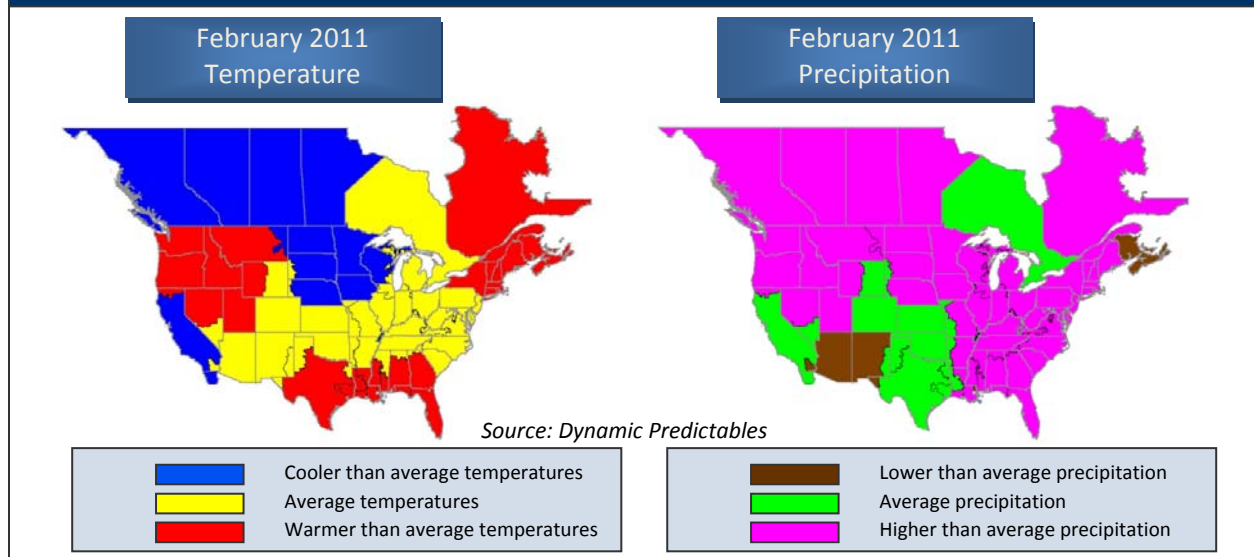 February 2011
Temperature
February 2011
Precipitation
Source: Dynamic Predictables
Cooler than average temperatures
Average temperatures
Warmer than average temperatures
Lower than average precipitation
Average precipitation
Higher than average precipitation